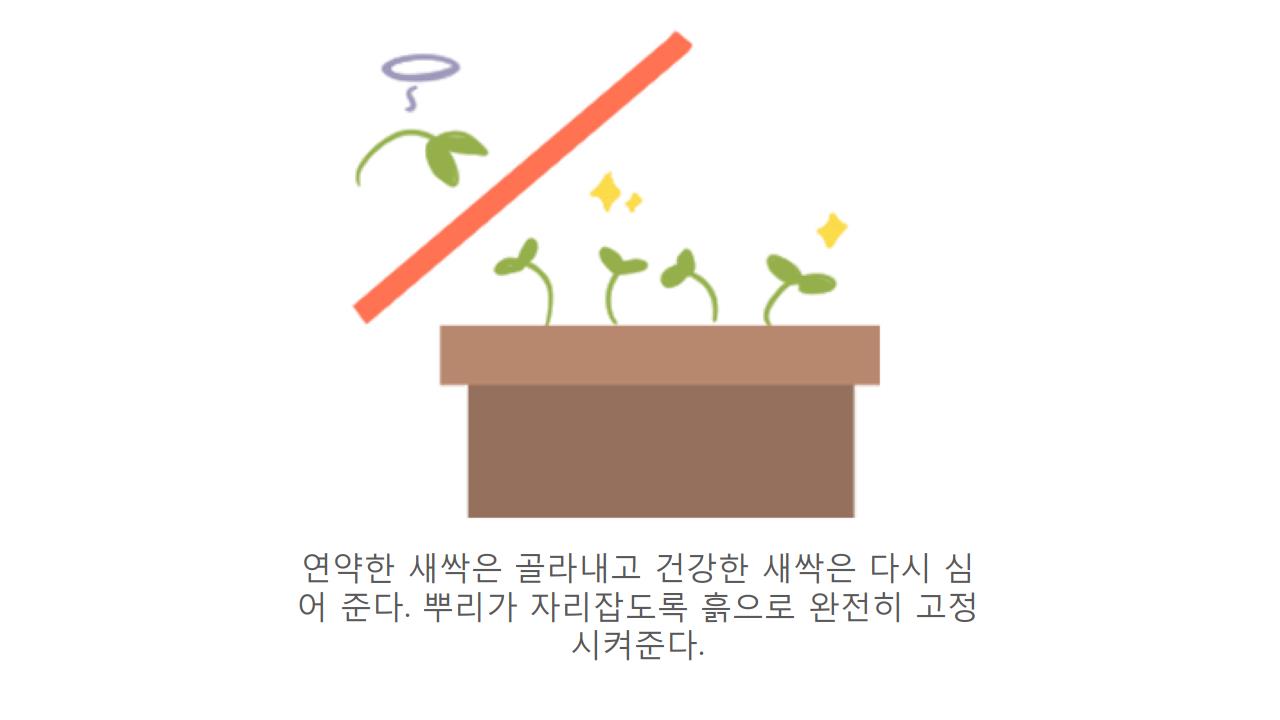 연약한 새싹은 골라내고 건강한 새싹은 다시 심
어 준다. 뿌리가 자리잡도록 흙으로 완전히 고정
시켜준다.